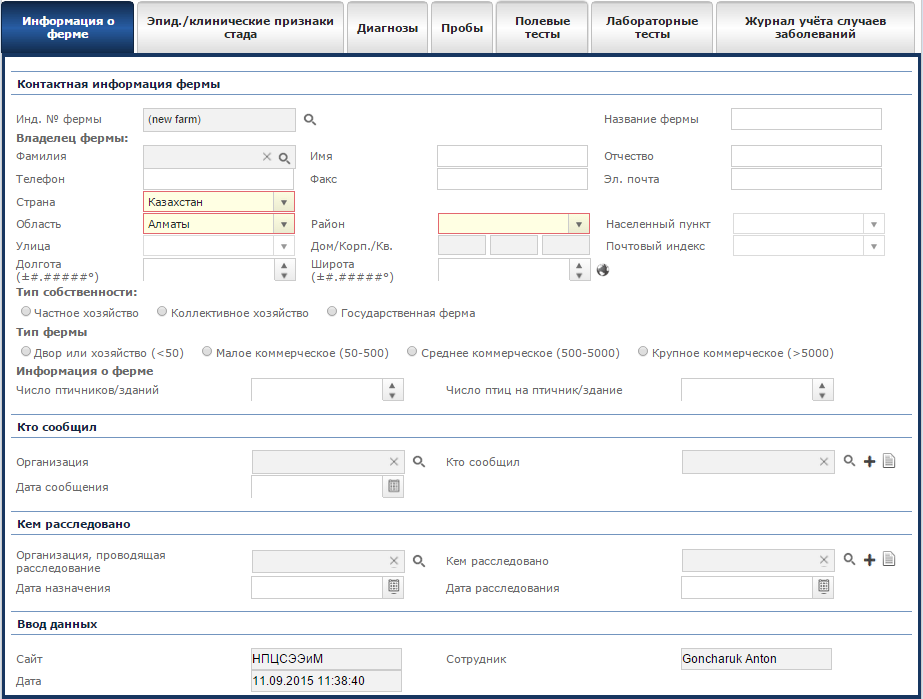 Информация о ферме
Эпид./клинические признаки стада
Диагнозы
Пробы
Полевые тесты
Лабораторные тесты
Журнал учёта случаев заболеваний
Контактная информация фермы
Инд. № фермы (new farm) Название фермы
Владелец фермы:
Фамилия Имя Отчество
Телефон Факс Эл. почта
Страна Казахстан
Область Алматы Район Населенный пункт
Улица Дом/Корп./Кв. Почтовый индекс
Долгота (±#.#####°) Широта (±#.#####°)
Тип собственности:
Частное хозяйство Коллективное хозяйство Государственная ферма
Тип фермы
Двор или хозяйство (<50) Малое коммерческое (50-500) Среднее коммерческое (500-5000) Крупное коммерческое (>5000)
Информация о ферме
Число птичников/зданий Число птиц на птичник/здание
Кто сообщил
Организация Кто сообщил
Дата сообщения
Кем расследовано
Организация, проводящая расследование Кем расследовано
Дата назначения Дата расследования
Ввод данных
Сайт НПЦСЭЭиМ Сотрудник Goncharuk Anton
Дата 11.09.2015 11:38:40